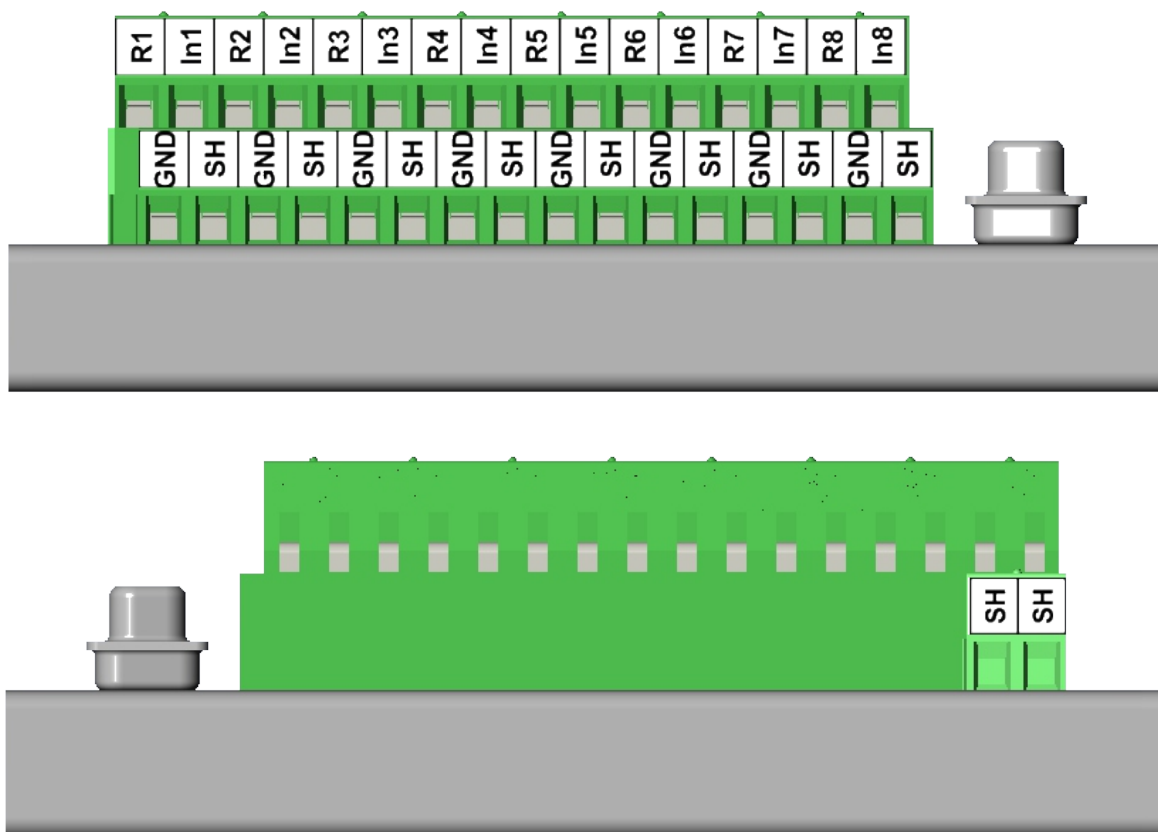 R1 In1 R2 In2 R3 In3 R4 In4 R5 In5 R6 In6 R7 In7 R8 In8
GND SH GND SH GND SH GND SH GND SH GND SH GND SH GND SH
SH SH